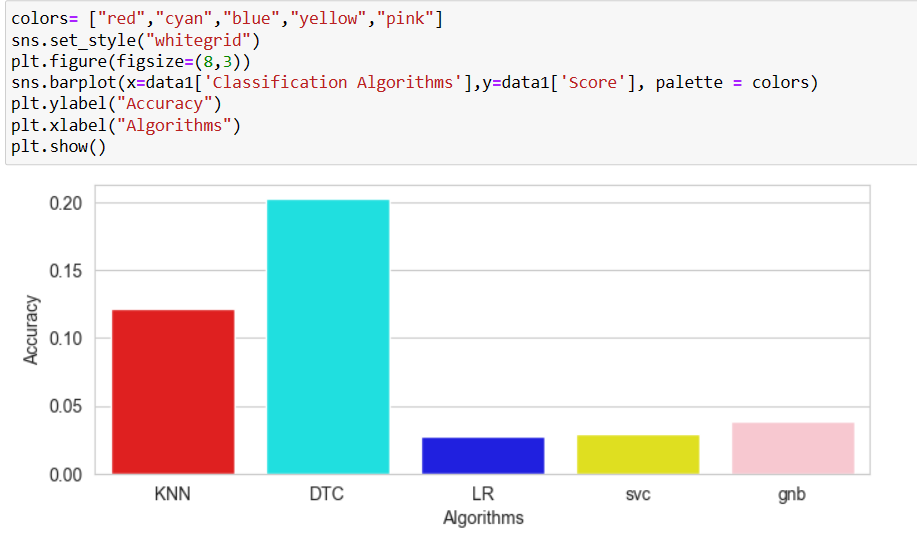 colors= ["red","cyan","blue","yellow","pink"]
sns.set_style("whitegrid")
plt.figure(figsize=(8,3))
sns.barplot(x=data1['Classification Algorithms'],y=data1['Score'], palette = colors)
plt.ylabel("Accuracy")
plt.xlabel("Algorithms")
plt.show()
0.20
0.15
0.10
0.05
0.00
Accuracy
KNN DTC LR svc gnb
Algorithms